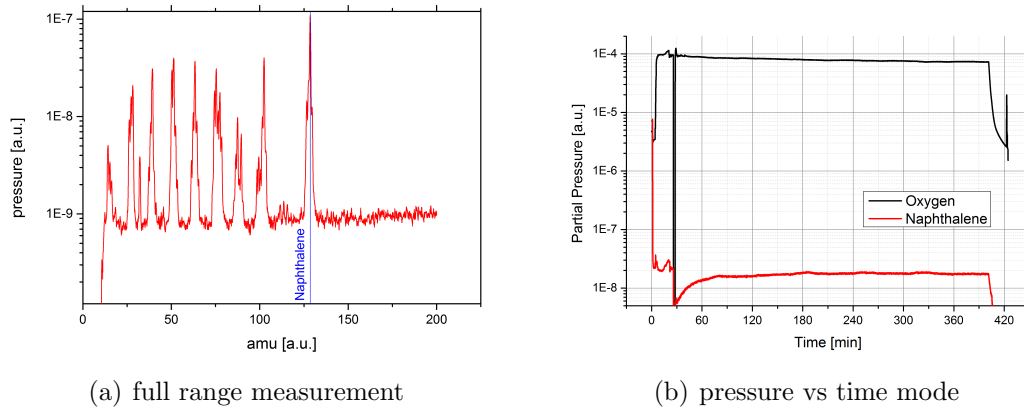 1E-7
1E-8
1E-9
pressure [a.u.]
Naphthalene
0
50
100
150
200
amu [a.u.]
(a) full range measurement
1E-4
1E-5
1E-6
1E-7
1E-8
Partial Pressure [a.u.]
Oxygen
Naphthalene
0
60
120
180
240
300
360
420
Time [min]
(b) pressure vs time mode